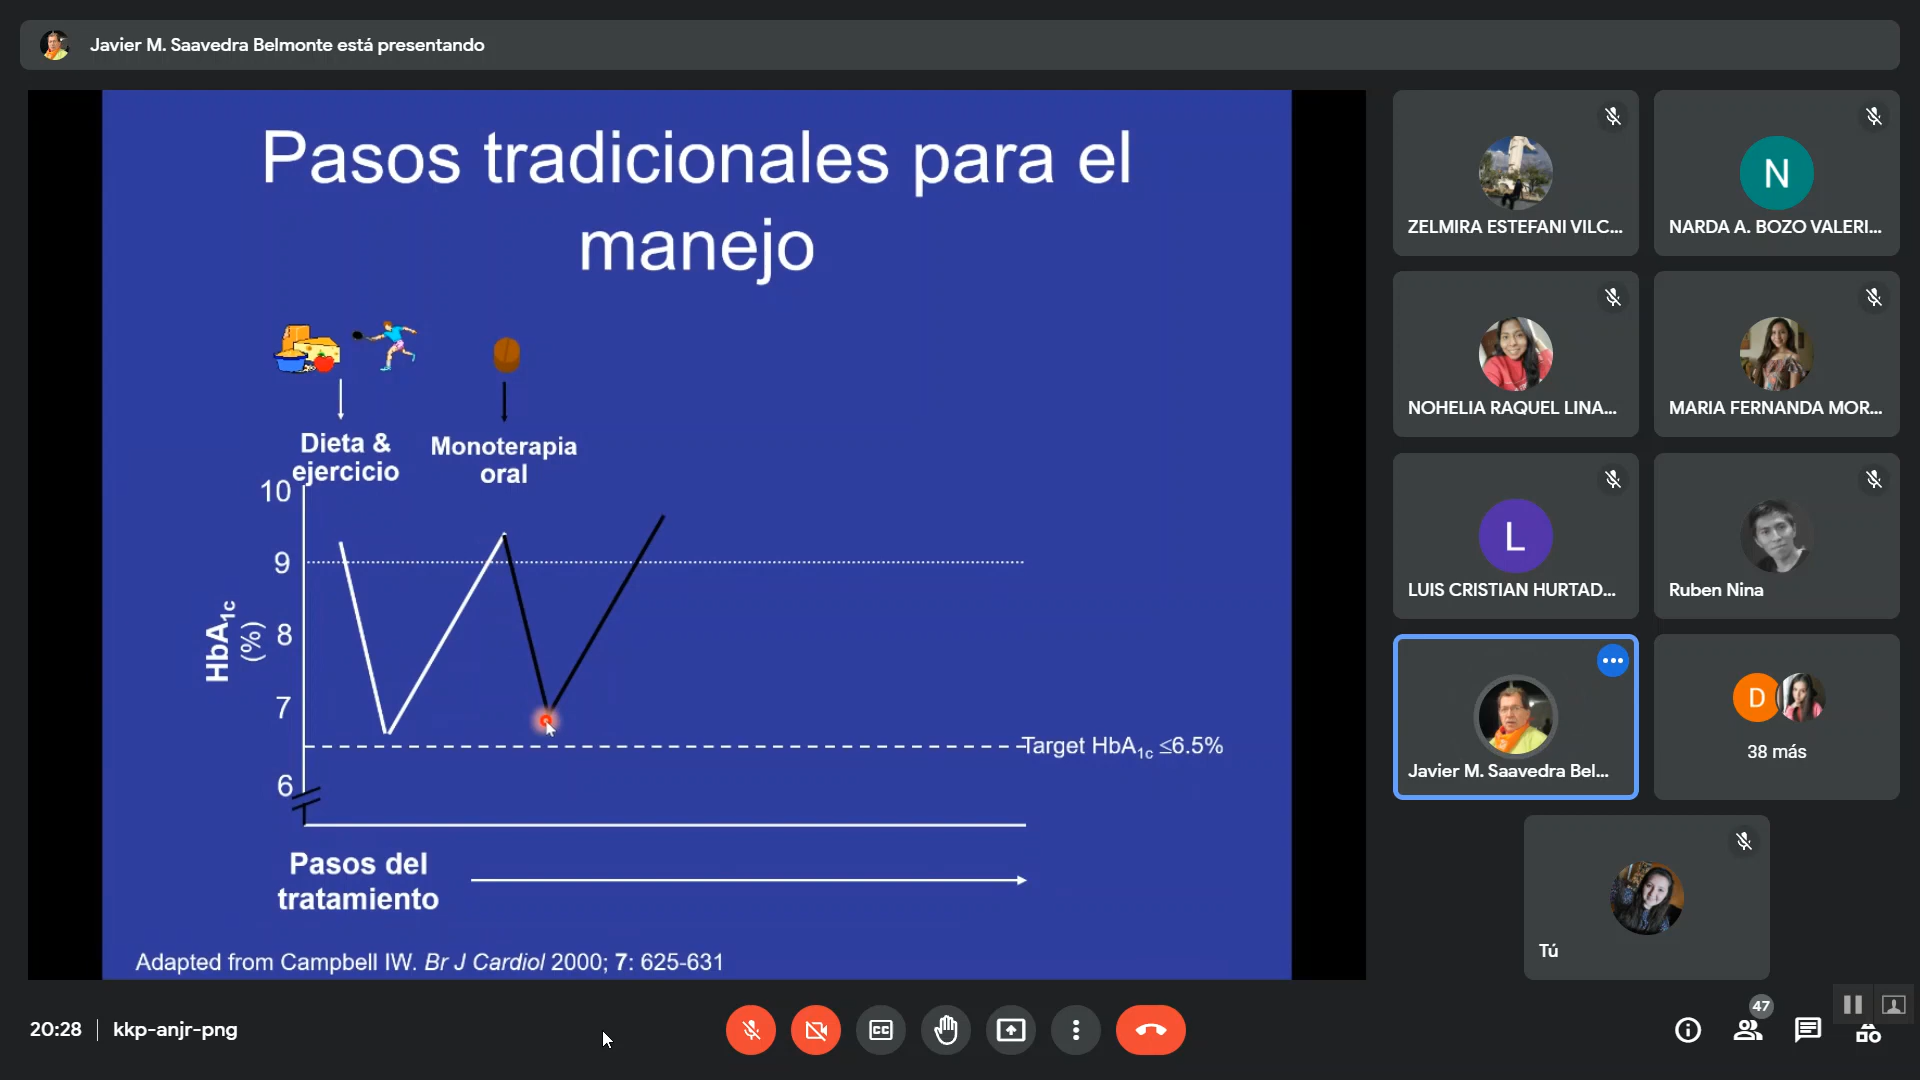 Javier M. Saavedra Belmonte está presentando
Pasos tradicionales para el
manejo
Dieta &
ejercicio
Monoterapia
oral
10
9
8
7
6
HbA1c
(%)
Target HbA1c ≤6.5%
Pasos del
tratamiento
Adapted from Campbell IW. Br J Cardiol 2000; 7: 625-631
ZELMIRA ESTEFANI VILC...
N
NARDA A. BOZO VALERI...
NOHELIA RAQUEL LINA...
MARIA FERNANDA MOR...
L
LUIS CRISTIAN HURTAD...
Ruben Nina
Javier M. Saavedra Bel...
D
38 más
Tú
20:28 | kkp-anjr-png
CC
47